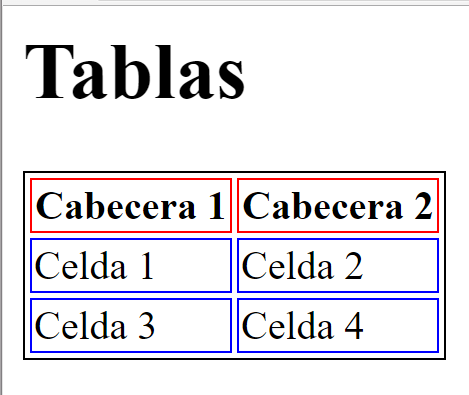 Tablas
Cabecera 1 Cabecera 2
Celda 1 Celda 2
Celda 3 Celda 4